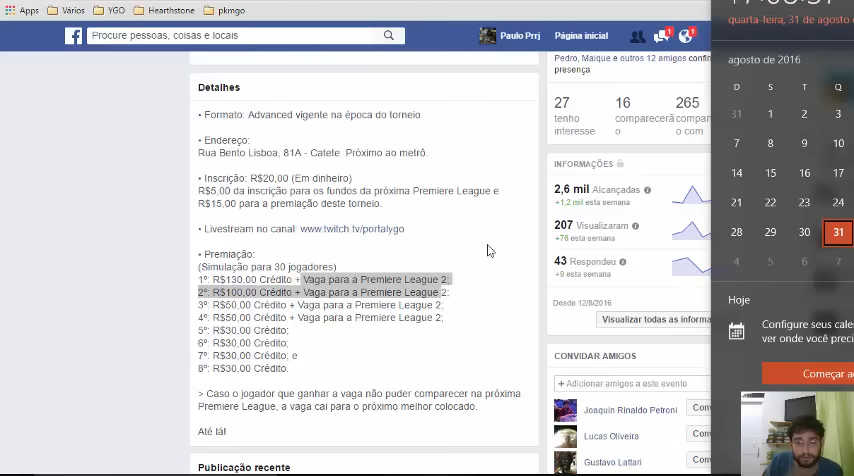 Apps Vários YGO Hearthstone pkmgo
quarta-feira, 31 de agosto
Procure pessoas, coisas e locais
Paulo Prrj Página inicial 1 1
agosto de 2016
D S T Q
31 1 2 3
7 8 9 10
14 15 16 17
21 22 23 24
28 29 30 31
4 5 6 7
Hoje
Configure seus
ver onde você
Começar
Detalhes
• Formato: Advanced vigente na época do torneio.
• Endereço:
Rua Bento Lisboa, 81A - Catete. Próximo ao metrô.
• Inscrição: R$20,00 (Em dinheiro)
R$5,00 da inscrição para os fundos da próxima Premiere League e
R$15,00 para a premiação deste torneio.
• Livestream no canal: www.twitch.tv/portalygo
• Premiação:
(Simulação para 30 jogadores)
1º: R$130,00 Crédito + Vaga para a Premiere League 2;
2º: R$100,00 Crédito + Vaga para a Premiere League 2;
3º: R$50,00 Crédito + Vaga para a Premiere League 2;
4º: R$50,00 Crédito + Vaga para a Premiere League 2;
5º: R$30,00 Crédito;
6º: R$30,00 Crédito;
7º: R$30,00 Crédito; e
8º: R$30,00 Crédito.
> Caso o jogador que ganhar a vaga não puder comparecer na próxima
Premiere League, a vaga cai para o próximo melhor colocado.
Até lá!
Publicação recente
Pedro, Maique e outros 12 amigos
presença
27 16 265
tenho
interesse
comparecerã
o
compar
o com
INFORMAÇÕES
2,6 mil Alcançadas
+1.2 mil esta semana
207 Visualizaram
+76 esta semana
43 Respondeu
+9 esta semana
Desde 12/8/2016
Visualizar todas as
CONVIDAR AMIGOS
+ Adicionar amigos a este evento
Joaquin Rinaldo Petroni
Lucas Oliveira
Gustavo Lattari